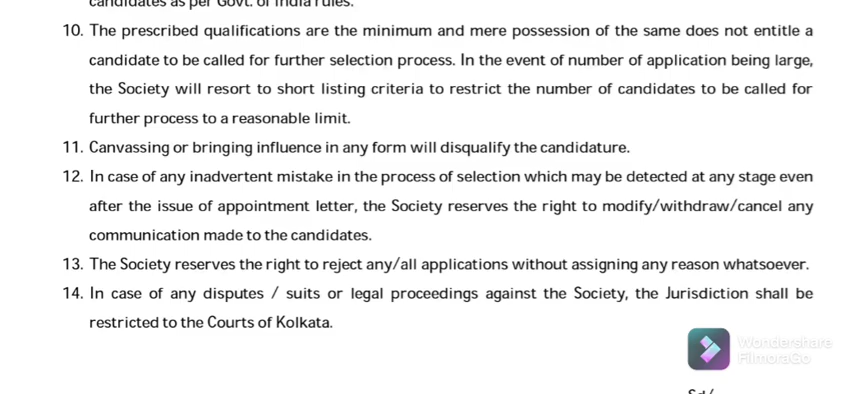 candidates as per Govt. of India rules.
10. The prescribed qualifications are the minimum and mere possession of the same does not entitle a
candidate to be called for further selection process. In the event of number of application being large,
the Society will resort to short listing criteria to restrict the number of candidates to be called for
further process to a reasonable limit.
11. Canvassing or bringing influence in any form will disqualify the candidature.
12. In case of any inadvertent mistake in the process of selection which may be detected at any stage even
after the issue of appointment letter, the Society reserves the right to modify/withdraw/cancel any
communication made to the candidates.
13. The Society reserves the right to reject any/all applications without assigning any reason whatsoever.
14. In case of any disputes / suits or legal proceedings against the Society, the Jurisdiction shall be
restricted to the Courts of Kolkata.
Wondershare
FilmoraGo
Sd/